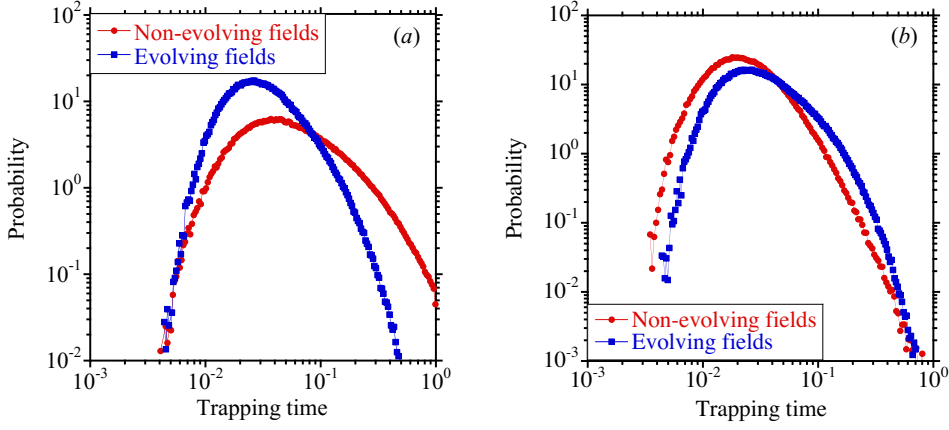 10^2
10^1
10^0
10^-1
10^-2
Probability
Non-evolving fields
Evolving fields
(a)
10^-3
10^-2
10^-1
10^0
Trapping time
10^2
10^1
10^0
10^-1
10^-2
10^-3
Probability
(b)
Non-evolving fields
Evolving fields
10^-3
10^-2
10^-1
10^0
Trapping time